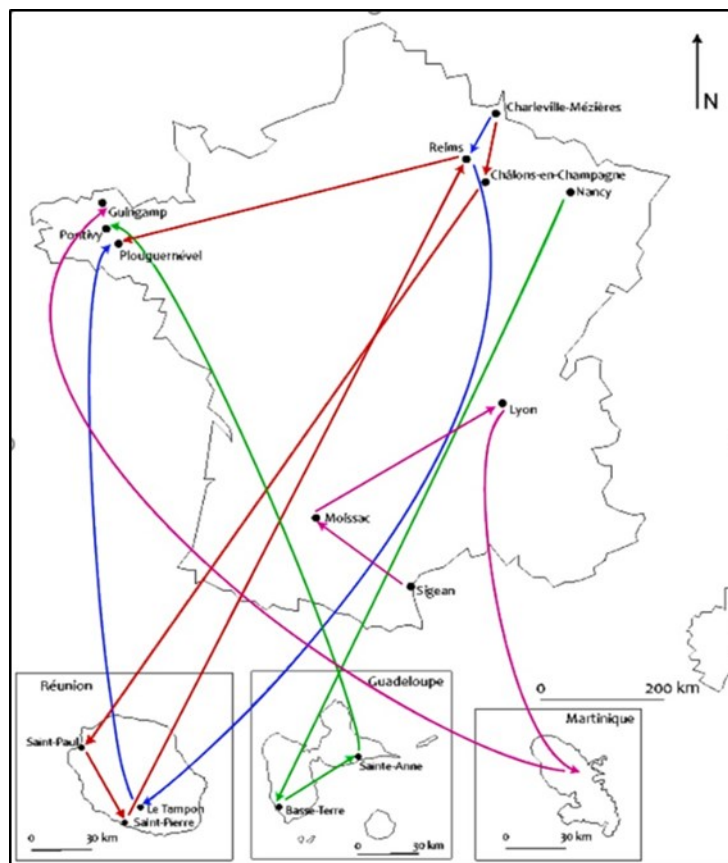 N
Charleville-Mézières
Reims
Châlons-en-Champagne
Nancy
Guingamp
Pontivy
Plouguernével
Lyon
Moissac
Sigean
Réunion
Guadeloupe
0 200 km
Martinique
Saint-Paul
Sainte-Anne
Le Tampon
Basse-Terre
Saint-Pierre
0 30 km
0 30 km
0 30 km